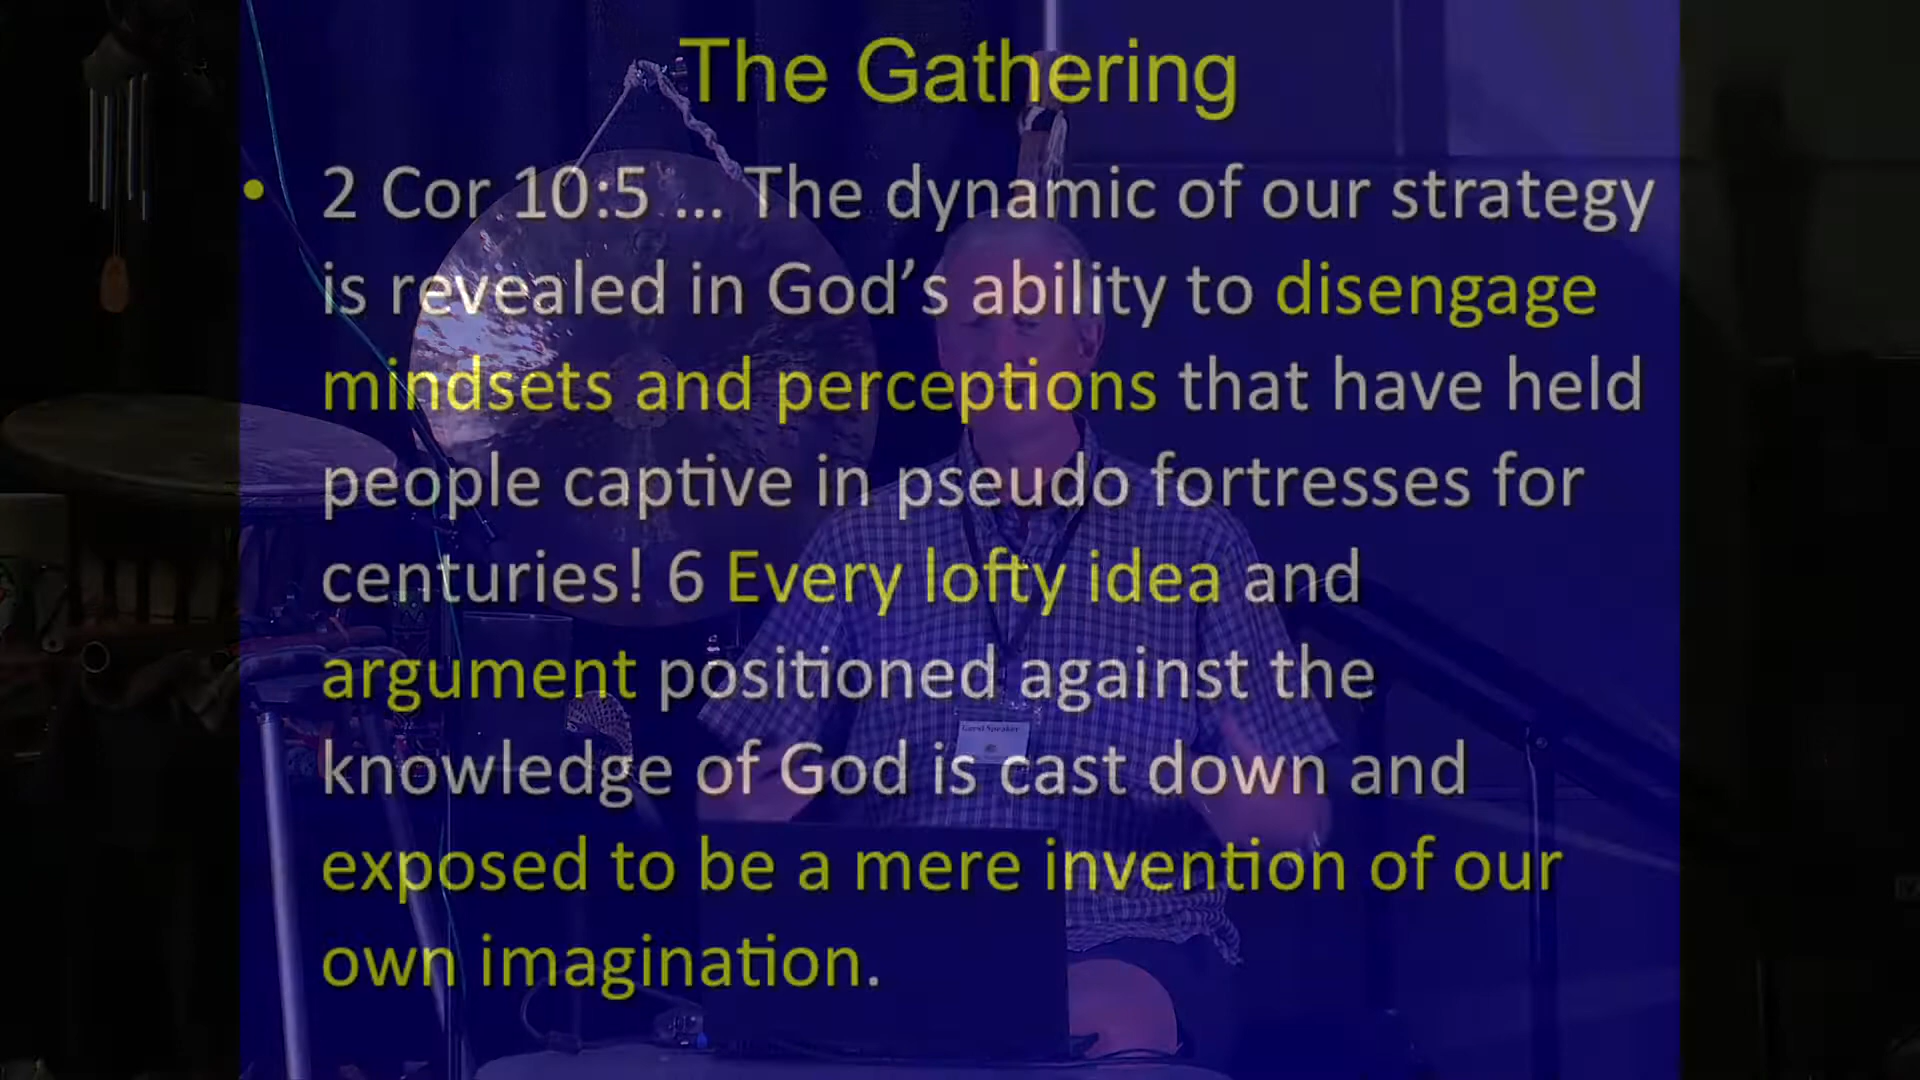 The Gathering
• 2 Cor 10:5 ... The dynamic of our strategy
is revealed in God’s ability to disengage
mindsets and perceptions that have held
people captive in pseudo fortresses for
centuries! 6 Every lofty idea and
argument positioned against the
knowledge of God is cast down and
exposed to be a mere invention of our
own imagination.
Guest Speaker